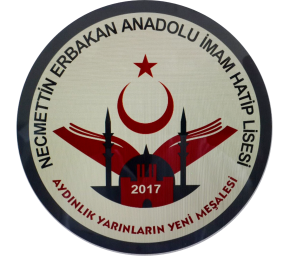 NECMETTİN ERBAKAN ANADOLU İMAM HATİP LİSESİ
2017
AYDINLIK YARINLARIN YENİ MEŞALESİ